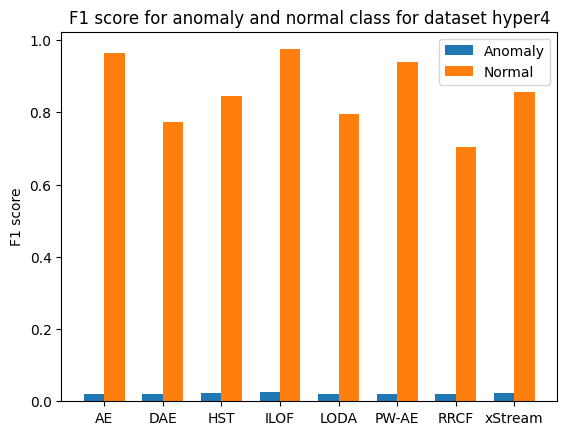 F1 score for anomaly and normal class for dataset hyper4
Anomaly
Normal
F1 score
1.0
0.8
0.6
0.4
0.2
0.0
AE DAE HST ILOF LODA PW-AE RRCF xStream